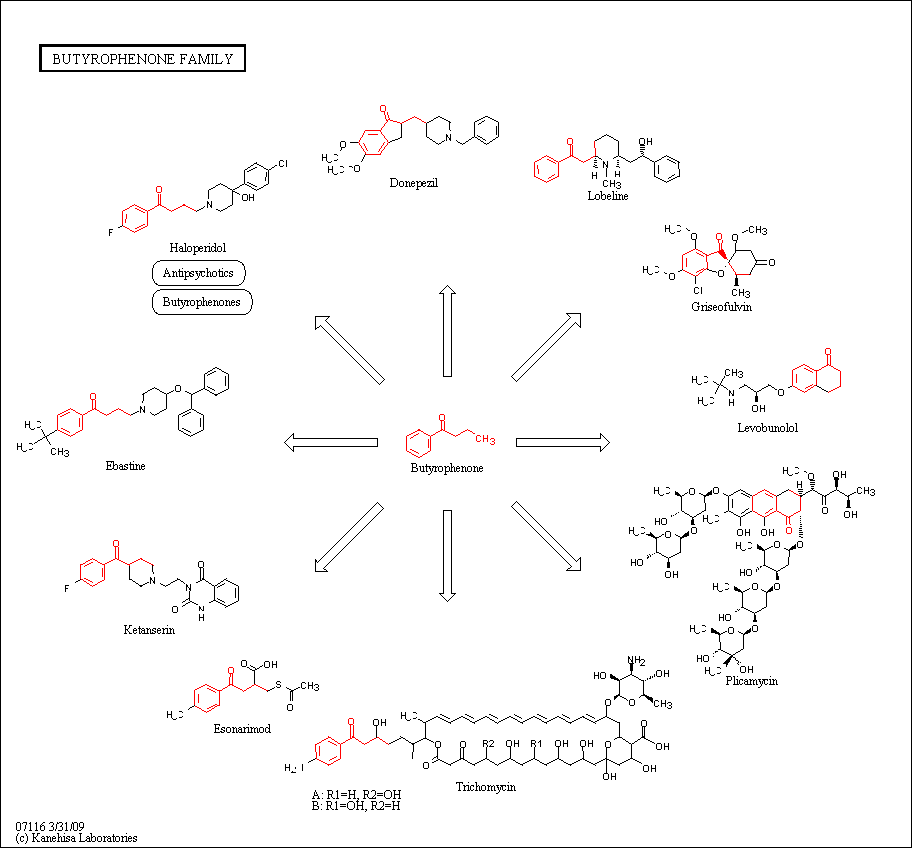 BUTYROPHENONE FAMILY
Donepezil
Lobeline
Haloperidol
Antipsychotics
Butyrophenones
Griseofulvin
Levobunolol
Butyrophenone
Ebastine
Ketanserin
Plicamycin
Esonarimod
Trichomycin
A: R1=H, R2=OH
B: R1=OH, R2=H
07116 3/31/09
(c) Kanehisa Laboratories